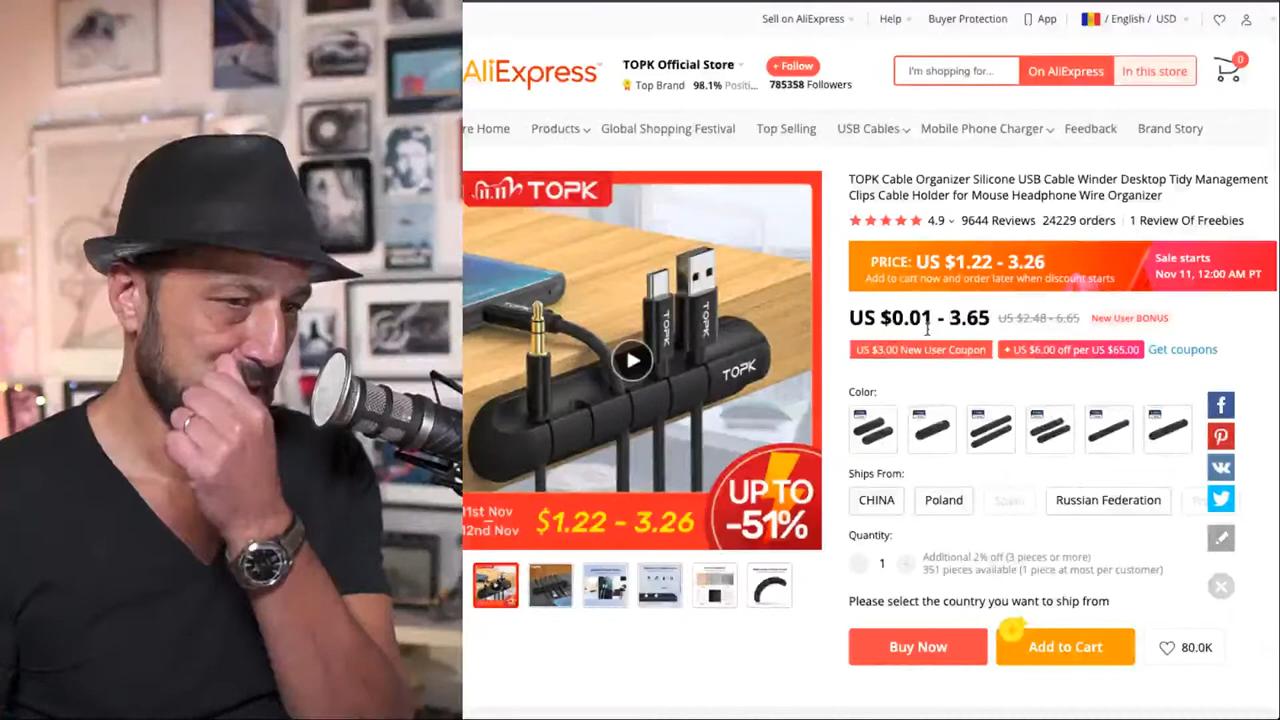 Sell on AliExpress
Help
Buyer Protection
App
/ English /
USD
AliExpress
TOPK Official Store
+ Follow
Top Brand
98.1% Positi...
785358 Followers
I'm shopping for...
On AliExpress
In this store
0
re Home
Products
Global Shopping Festival
Top Selling
USB Cables
Mobile Phone Charger
Feedback
Brand Story
TOPK
TOPK
TOPK
TOPK
UP TO
-51%
1st Nov
12nd Nov
$1.22 - 3.26
TOPK Cable Organizer Silicone USB Cable Winder Desktop Tidy Management
Clips Cable Holder for Mouse Headphone Wire Organizer
4.9
9644 Reviews
24229 orders
1 Review Of Freebies
PRICE: US $1.22 - 3.26
Add to cart now and order later when discount starts
Sale starts
Nov 11, 12:00 AM PT
US $0.01 - 3.65
US $2.48 - 6.65
New User BONUS
US $3.00 New User Coupon
+ US $6.00 off per US $65.00
Get coupons
Color:
Ships From:
CHINA
Poland
Spain
Russian Federation
Quantity:
1
Additional 2% off (3 pieces or more)
351 pieces available (1 piece at most per customer)
Please select the country you want to ship from
Buy Now
Add to Cart
80.0K